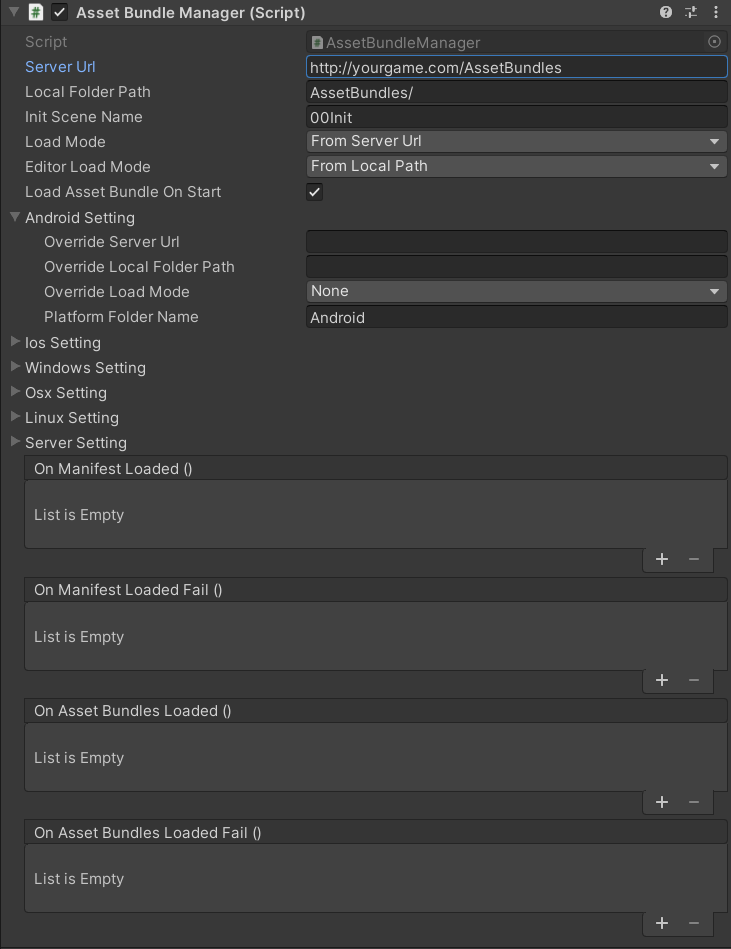 Asset Bundle Manager (Script)
Script AssetBundleManager
Server Url http://yourgame.com/AssetBundles
Local Folder Path AssetBundles/
Init Scene Name 00Init
Load Mode From Server Url
Editor Load Mode From Local Path
Load Asset Bundle On Start
Android Setting
Override Server Url
Override Local Folder Path
Override Load Mode None
Platform Folder Name Android
Ios Setting
Windows Setting
Osx Setting
Linux Setting
Server Setting
On Manifest Loaded ()
List is Empty
On Manifest Loaded Fail ()
List is Empty
On Asset Bundles Loaded ()
List is Empty
On Asset Bundles Loaded Fail ()
List is Empty